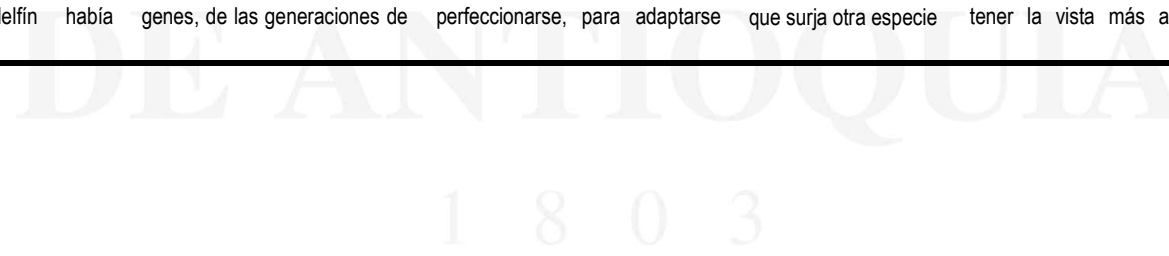 había genes, de las generaciones de perfeccionarse, para adaptarse que surja otra especie tener la vista más
DE ANTIOQUIA
1 8 0 3